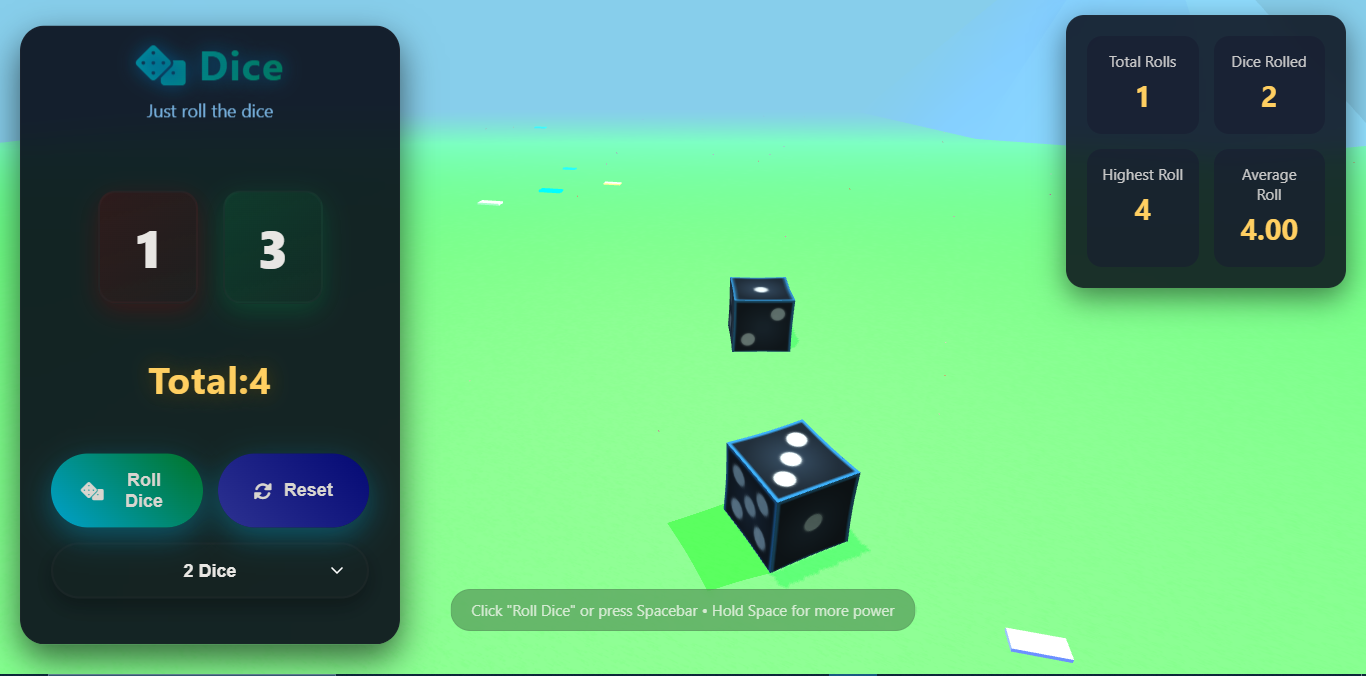 Dice
Just roll the dice
1
3
Total:4
Roll
Dice
Reset
2 Dice
Total Rolls
1
Dice Rolled
2
Highest Roll
4
Average
Roll
4.00
Click "Roll Dice" or press Spacebar • Hold Space for more power